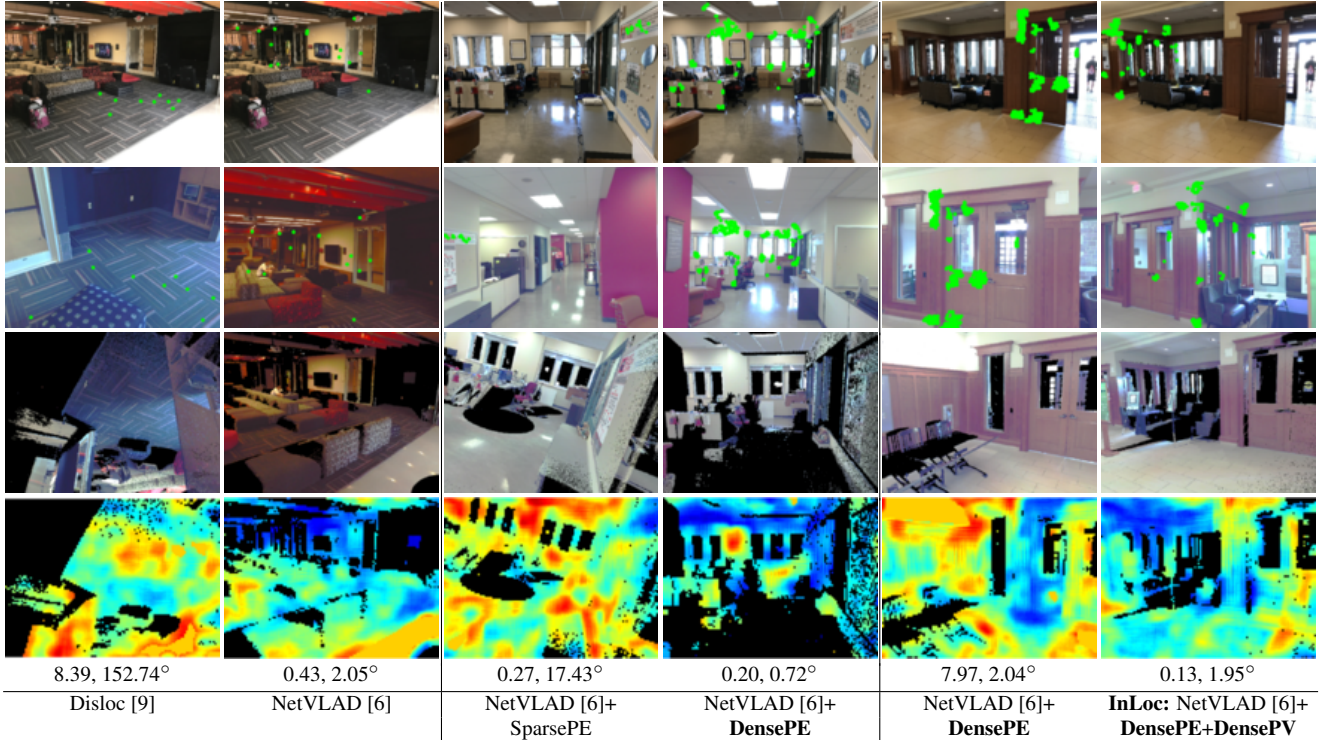 8.39, 152.74° 0.43, 2.05° 0.27, 17.43° 0.20, 0.72° 7.97, 2.04° 0.13, 1.95°
Disloc [9] NetVLAD [6] NetVLAD [6]+ NetVLAD [6]+ NetVLAD [6]+ InLoc: NetVLAD [6]+
SparsePE DensePE DensePE DensePE+DensePV